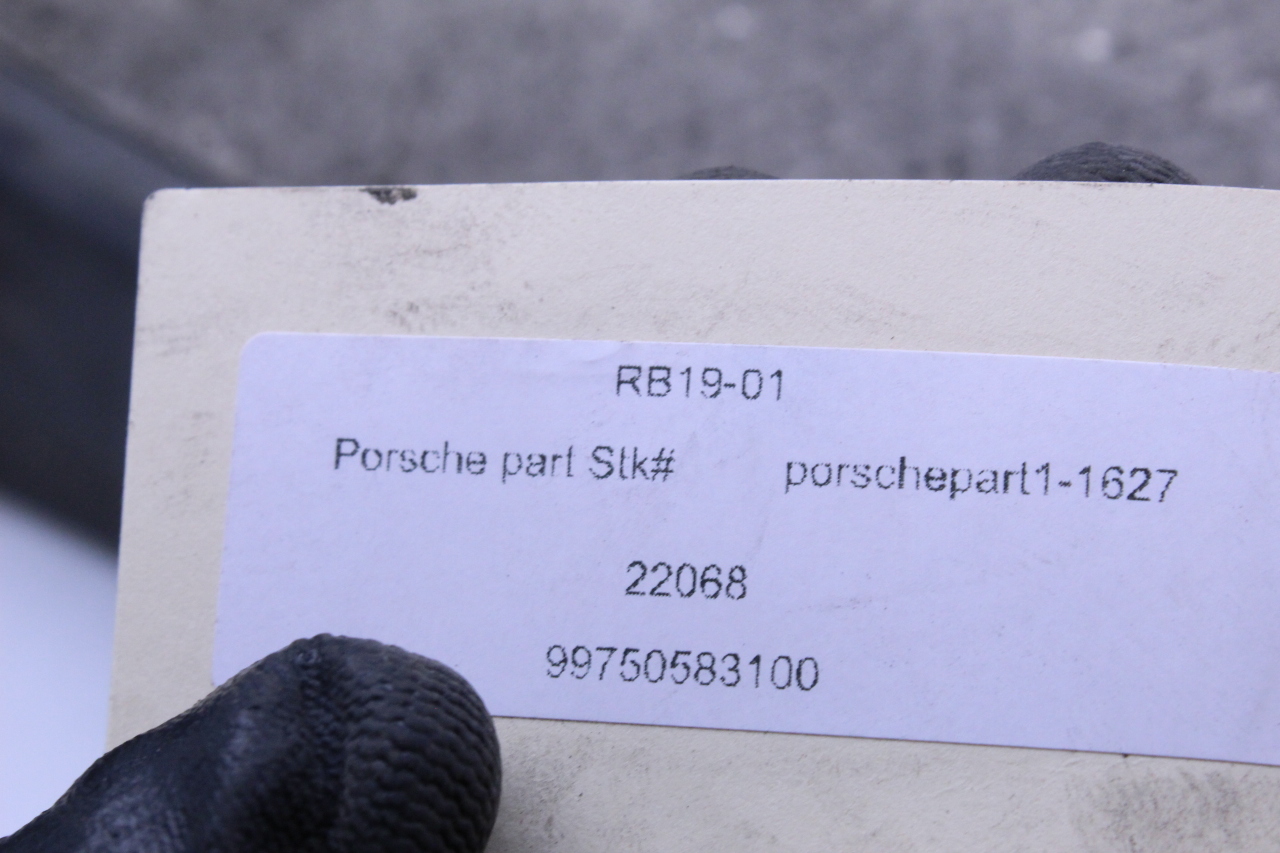 RB19-01
Porsche part Stk# porschepart1-1627
22068
99750583100